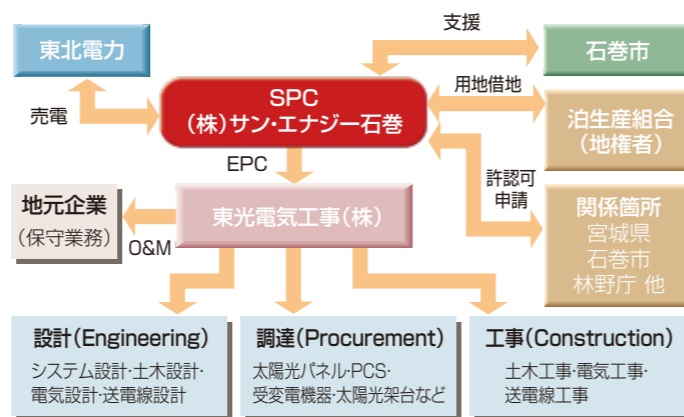 支援
東北電力
石巻市
SPC
(株)サン・エナジー石巻
用地借地
売電
泊生産組合
(地権者)
EPC
許認可
申請
地元企業
(保守業務)
O&M
東光電気工事(株)
関係箇所
宮城県
石巻市
林野庁 他
設計(Engineering)
システム設計・土木設計・
電気設計・送電線設計
調達(Procurement)
太陽光パネル・PCS・
受変電機器・太陽光架台など
工事(Construction)
土木工事・電気工事・
送電線工事